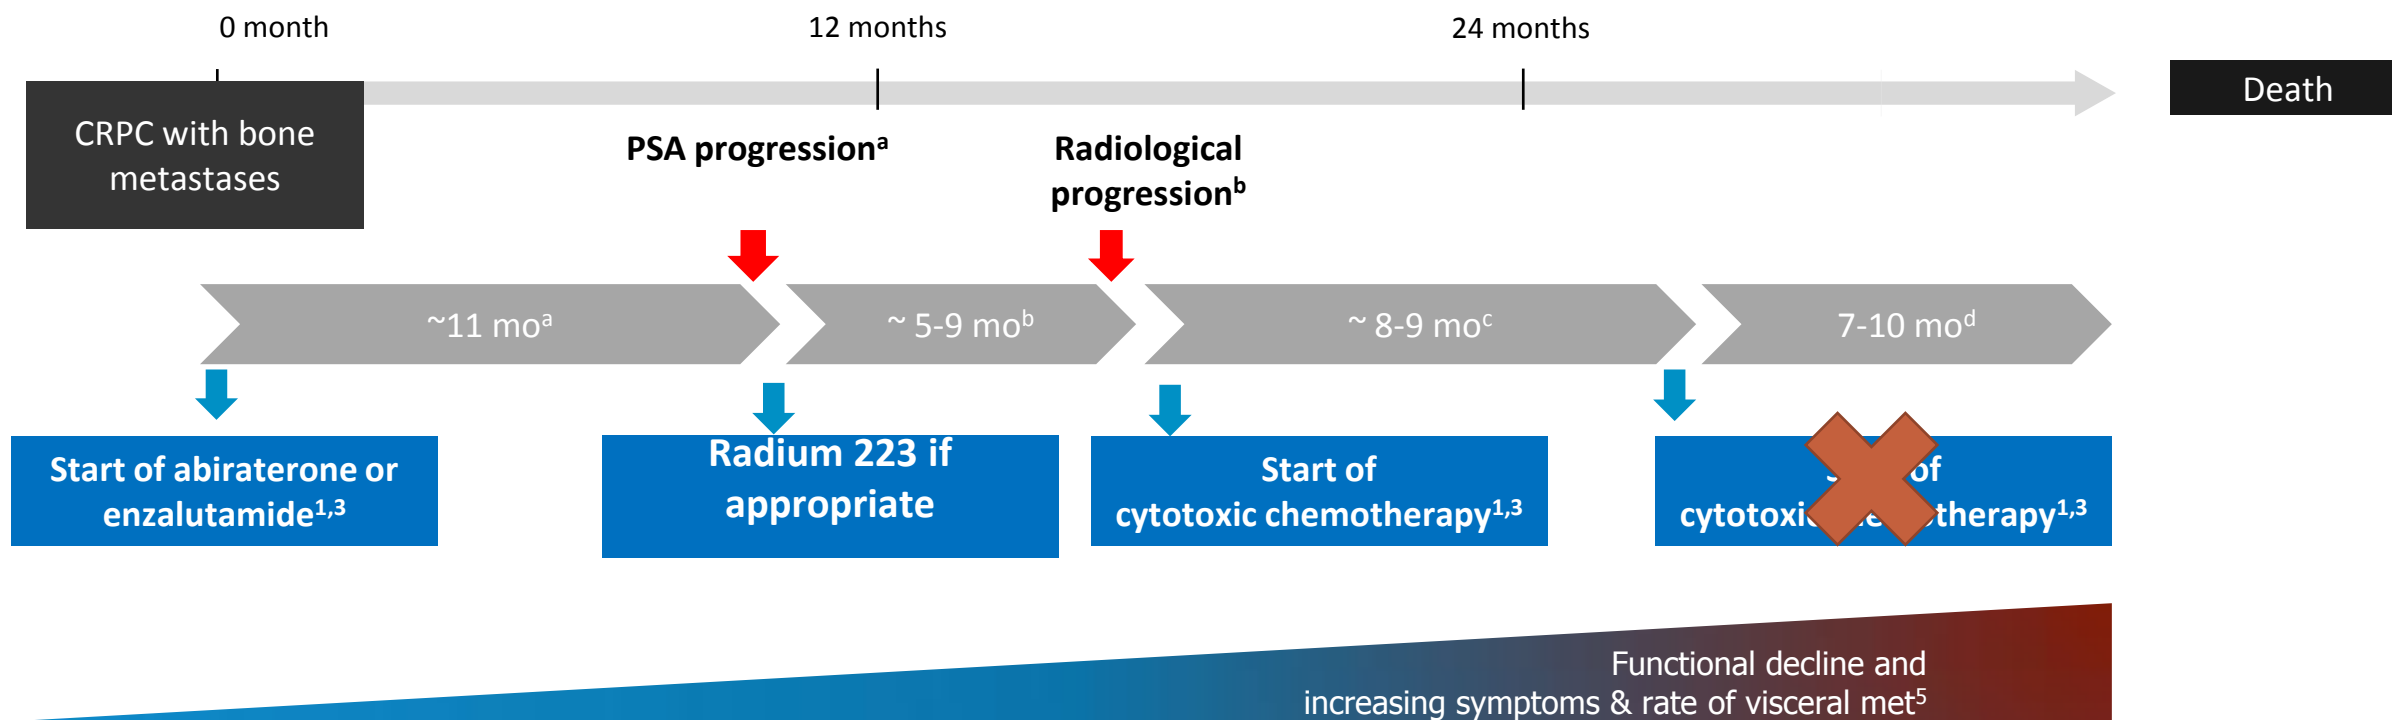 0 month
12 months
24 months
Death
CRPC with bone
metastases
PSA progressionᵃ
Radiological
progressionᵇ
~11 moᵃ
~ 5-9 moᵇ
~ 8-9 moᶜ
7-10 moᵈ
Start of abiraterone or
enzalutamide¹,³
Radium 223 if
appropriate
Start of
cytotoxic chemotherapy¹,³
of
therapy¹,³
Functional decline and
increasing symptoms & rate of visceral met⁵